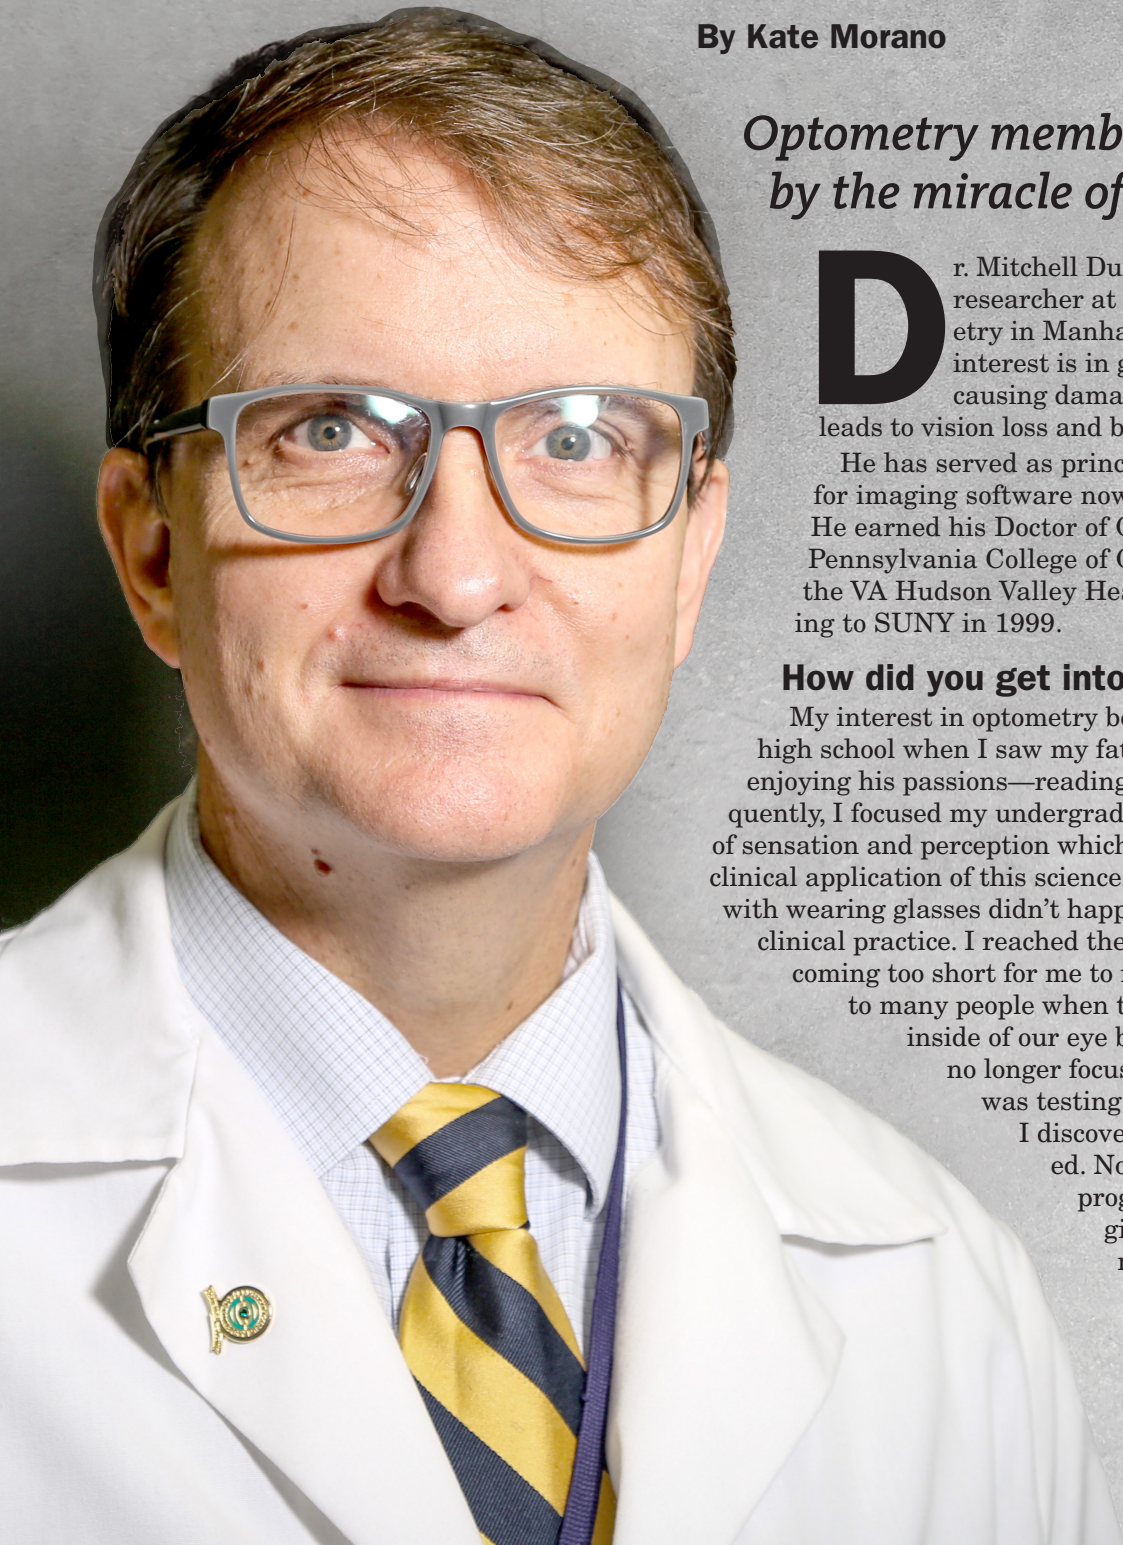 By Kate Morano
Optometry memb
by the miracle of
Dr. Mitchell Du
researcher at
etry in Manha
interest is in g
causing dama
leads to vision loss and b
He has served as princ
for imaging software now
He earned his Doctor of O
Pennsylvania College of O
the VA Hudson Valley Hea
ing to SUNY in 1999.
How did you get into
My interest in optometry be
high school when I saw my fat
enjoying his passions—reading
quently, I focused my undergrad
of sensation and perception which
clinical application of this science
with wearing glasses didn’t happ
clinical practice. I reached the
coming too short for me to r
to many people when t
inside of our eye b
no longer focus
was testing
I discove
ed. No
prog
gi
r